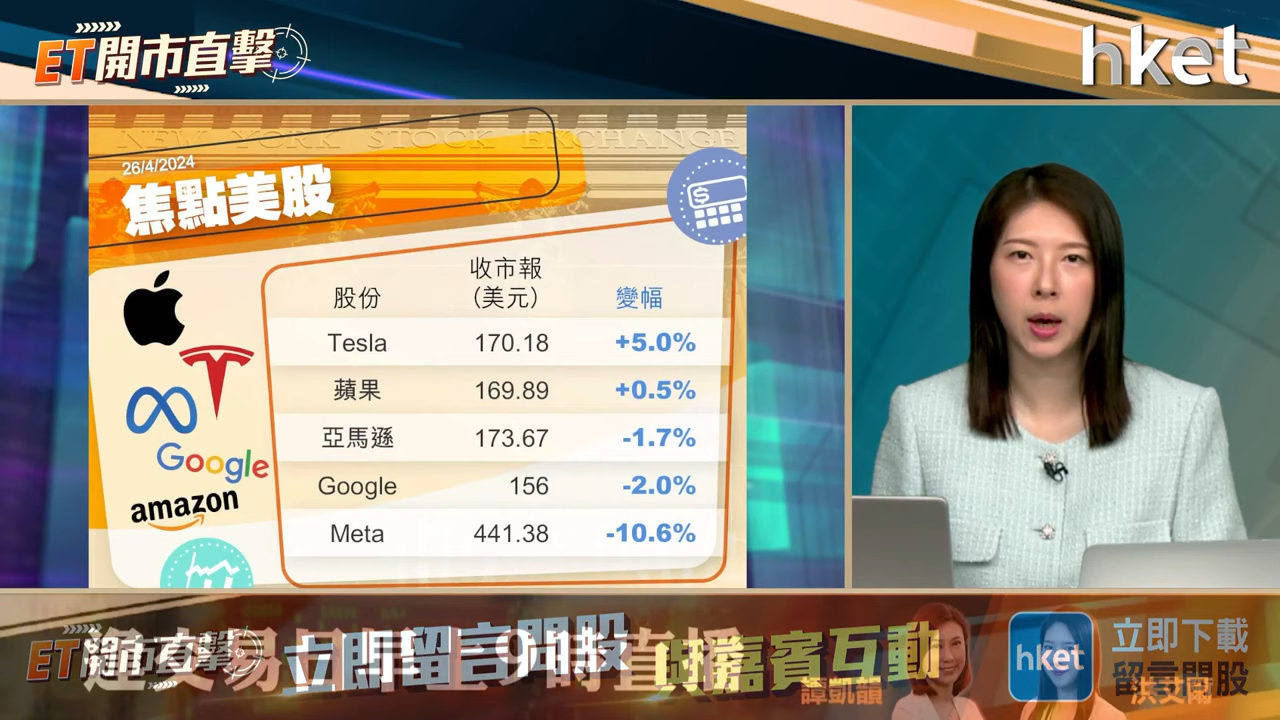 ET開市直擊
hket
NEW YORK STOCK EXCHANGE
26/4/2024
焦點美股
股份 收市報(美元) 變幅
Tesla 170.18 +5.0%
蘋果 169.89 +0.5%
亞馬遜 173.67 -1.7%
Google 156 -2.0%
Meta 441.38 -10.6%
Google
amazon
ET開市直擊
立即留言問股
與嘉賓互動
譚凱韻
hket
立即下載
留言問股